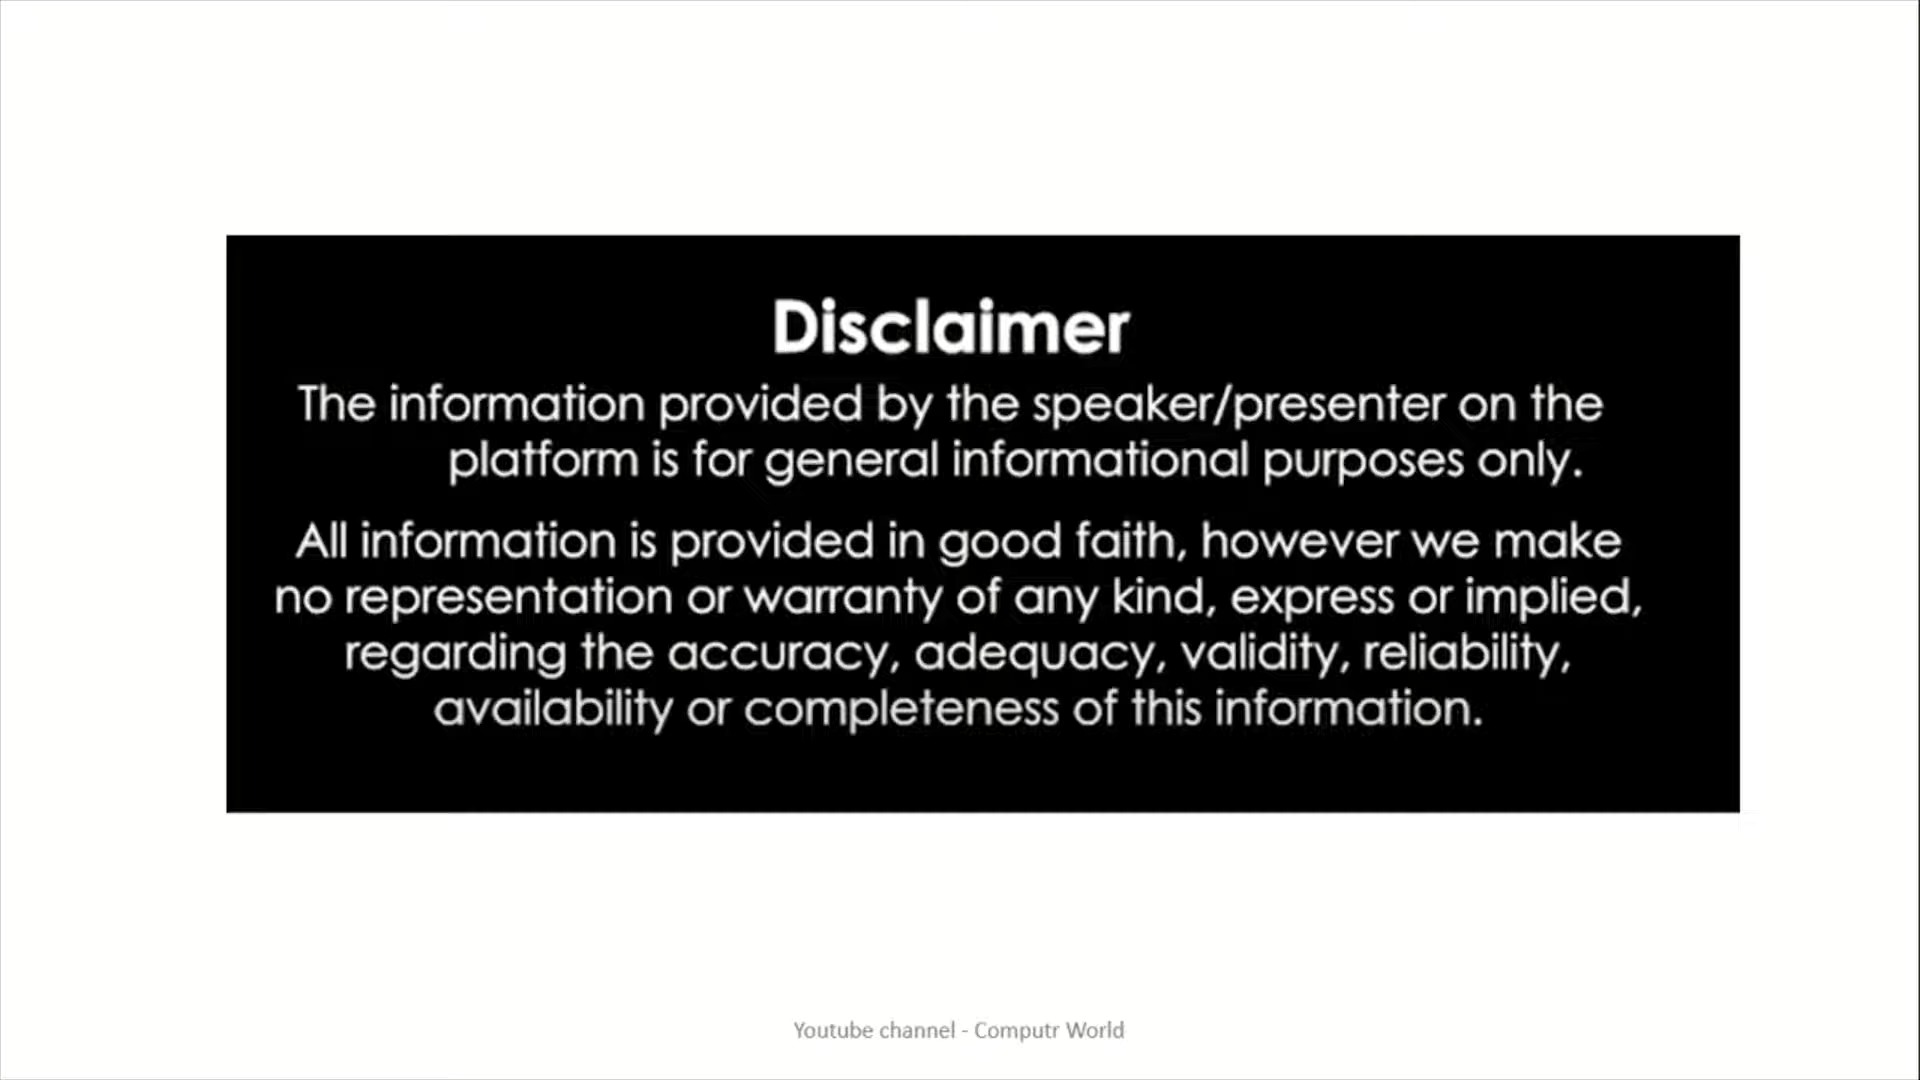 Disclaimer
The information provided by the speaker/presenter on the
platform is for general informational purposes only.
All information is provided in good faith, however we make
no representation or warranty of any kind, express or implied,
regarding the accuracy, adequacy, validity, reliability,
availability or completeness of this information.
Youtube channel - Computr World